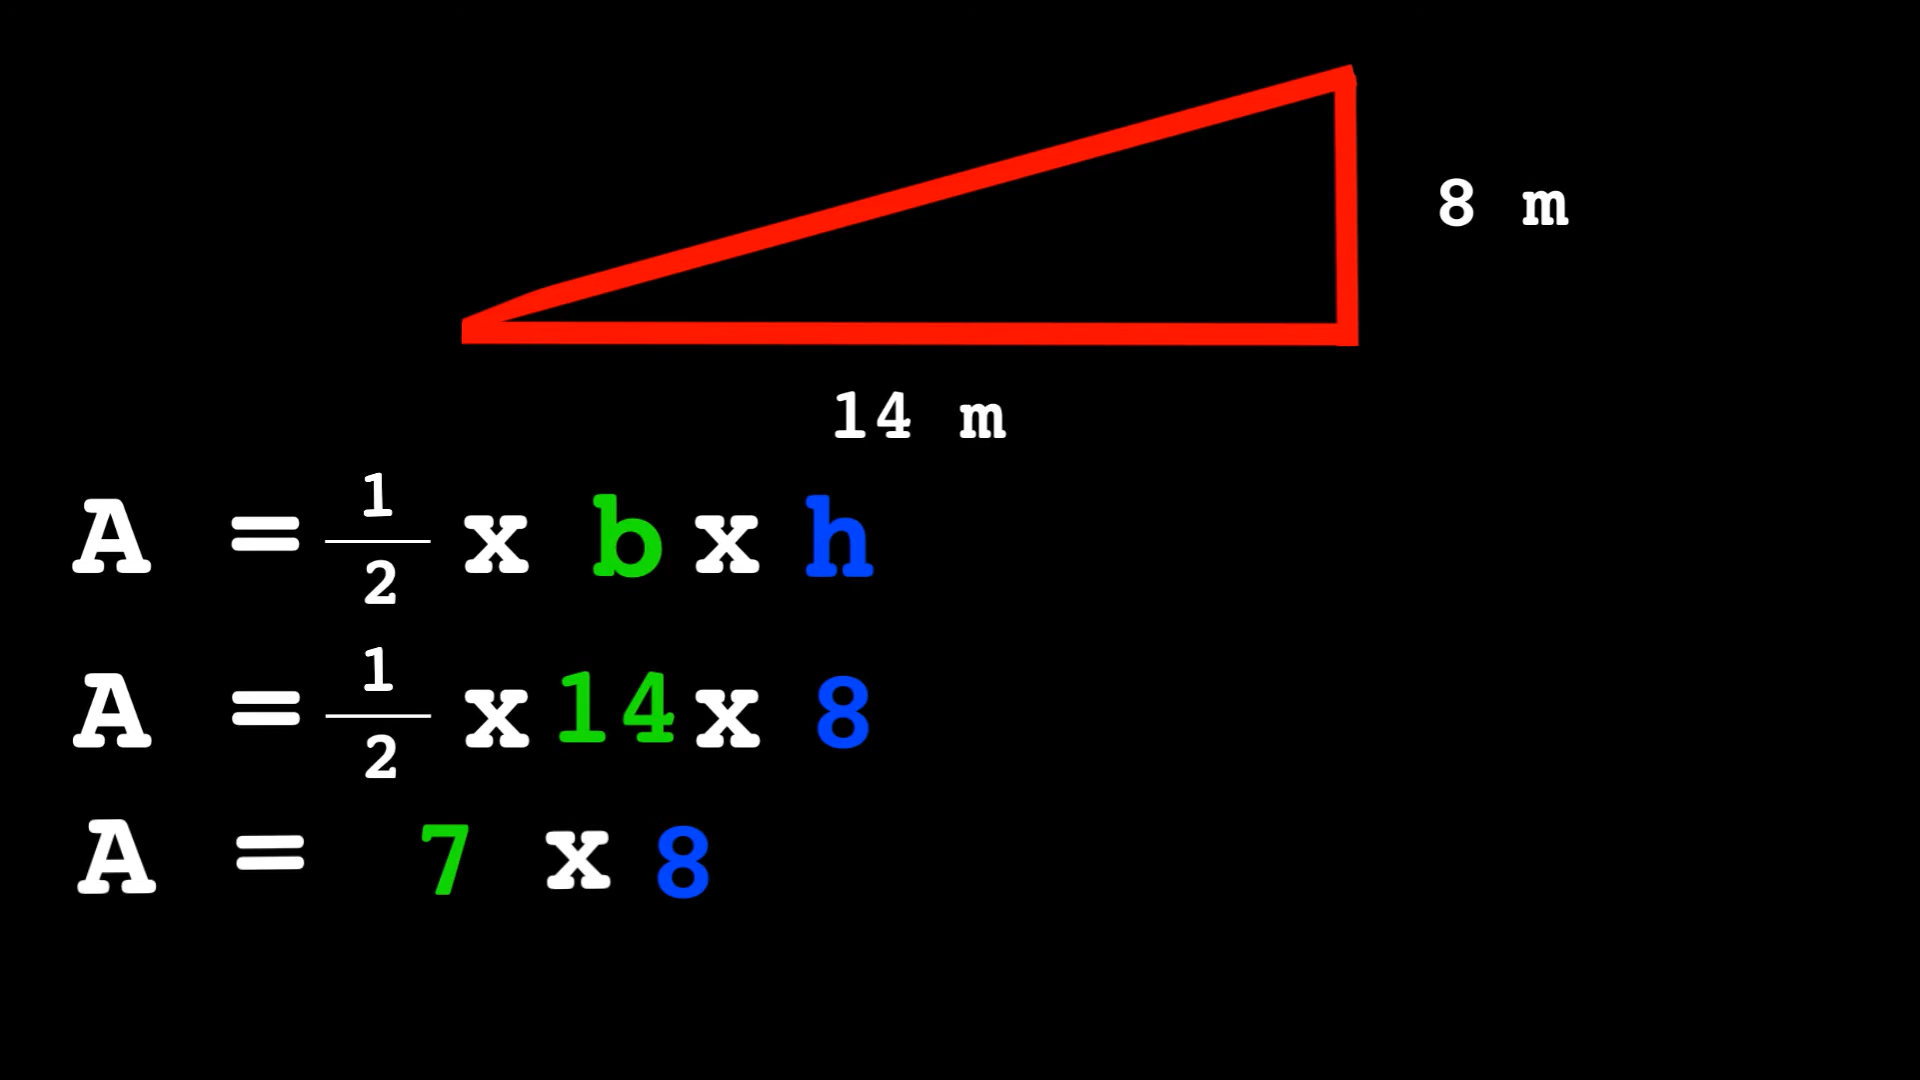 8 m
14 m
A = 1/2 x b x h
A = 1/2 x 14 x 8
A = 7 x 8